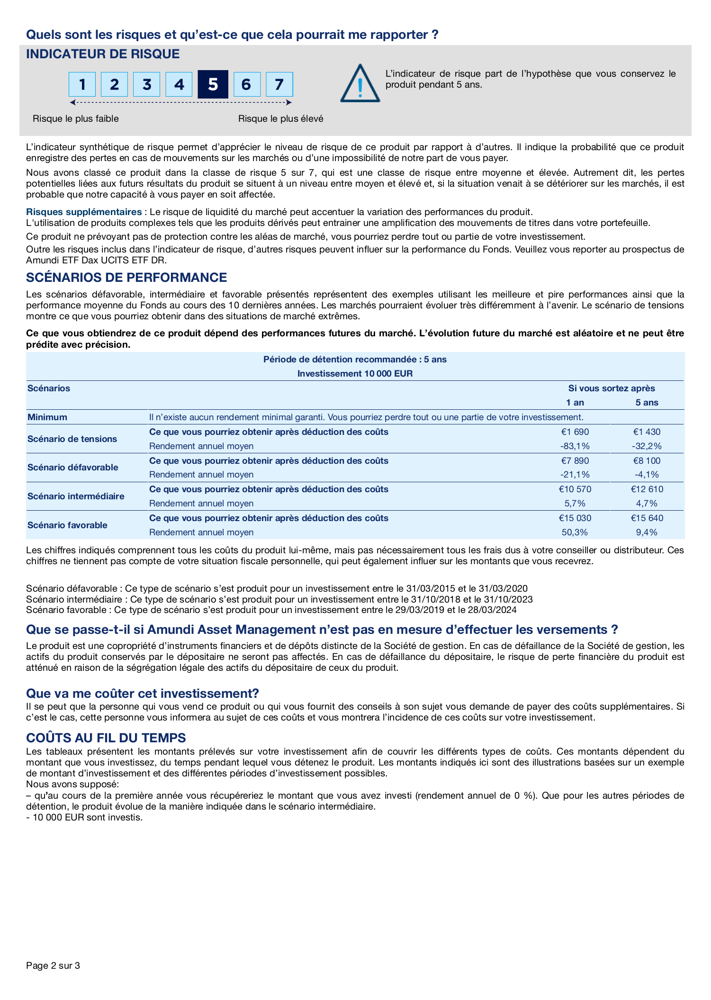 Quels sont les risques et qu’est-ce que cela pourrait me rapporter ?
INDICATEUR DE RISQUE
1 2 3 4 5 6 7
Risque le plus faible Risque le plus élevé
L’indicateur de risque part de l’hypothèse que vous conservez le
produit pendant 5 ans.
L’indicateur synthétique de risque permet d’apprécier le niveau de risque de ce produit par rapport à d’autres. Il indique la probabilité que ce produit
enregistre des pertes en cas de mouvements sur les marchés ou d’une impossibilité de notre part de vous payer.
Nous avons classé ce produit dans la classe de risque 5 sur 7, qui est une classe de risque entre moyenne et élevée. Autrement dit, les pertes
potentielles liées aux futurs résultats du produit se situent à un niveau entre moyen et élevé et, si la situation venait à se détériorer sur les marchés, il est
probable que notre capacité à vous payer en soit affectée.
Risques supplémentaires : Le risque de liquidité du marché peut accentuer la variation des performances du produit.
L'utilisation de produits complexes tels que les produits dérivés peut entrainer une amplification des mouvements de titres dans votre portefeuille.
Ce produit ne prévoyant pas de protection contre les aléas de marché, vous pourriez perdre tout ou partie de votre investissement.
Outre les risques inclus dans l’indicateur de risque, d’autres risques peuvent influer sur la performance du Fonds. Veuillez vous reporter au prospectus de
Amundi ETF Dax UCITS ETF DR.
SCÉNARIOS DE PERFORMANCE
Les scénarios défavorable, intermédiaire et favorable présentés représentent des exemples utilisant les meilleure et pire performances ainsi que la
performance moyenne du Fonds au cours des 10 dernières années. Les marchés pourraient évoluer très différemment à l’avenir. Le scénario de tensions
montre ce que vous pourriez obtenir dans des situations de marché extrêmes.
Ce que vous obtiendrez de ce produit dépend des performances futures du marché. L’évolution future du marché est aléatoire et ne peut être
prédite avec précision.
Période de détention recommandée : 5 ans
Investissement 10 000 EUR
Scénarios Si vous sortez après
1 an 5 ans
Minimum Il n’existe aucun rendement minimal garanti. Vous pourriez perdre tout ou une partie de votre investissement.
Scénario de tensions
Ce que vous pourriez obtenir après déduction des coûts €1 690 €1 430
Rendement annuel moyen -83,1% -32,2%
Scénario défavorable
Ce que vous pourriez obtenir après déduction des coûts €7 890 €8 100
Rendement annuel moyen -21,1% -4,1%
Scénario intermédiaire
Ce que vous pourriez obtenir après déduction des coûts €10 570 €12 610
Rendement annuel moyen 5,7% 4,7%
Scénario favorable
Ce que vous pourriez obtenir après déduction des coûts €15 030 €15 640
Rendement annuel moyen 50,3% 9,4%
Les chiffres indiqués comprennent tous les coûts du produit lui-même, mais pas nécessairement tous les frais dus à votre conseiller ou distributeur. Ces
chiffres ne tiennent pas compte de votre situation fiscale personnelle, qui peut également influer sur les montants que vous recevrez.
Scénario défavorable : Ce type de scénario s’est produit pour un investissement entre le 31/03/2015 et le 31/03/2020
Scénario intermédiaire : Ce type de scénario s’est produit pour un investissement entre le 31/10/2018 et le 31/10/2023
Scénario favorable : Ce type de scénario s’est produit pour un investissement entre le 29/03/2019 et le 28/03/2024
Que se passe-t-il si Amundi Asset Management n’est pas en mesure d’effectuer les versements ?
Le produit est une copropriété d’instruments financiers et de dépôts distincte de la Société de gestion. En cas de défaillance de la Société de gestion, les
actifs du produit conservés par le dépositaire ne seront pas affectés. En cas de défaillance du dépositaire, le risque de perte financière du produit est
atténué en raison de la ségrégation légale des actifs du dépositaire de ceux du produit.
Que va me coûter cet investissement?
Il se peut que la personne qui vous vend ce produit ou qui vous fournit des conseils à son sujet vous demande de payer des coûts supplémentaires. Si
c’est le cas, cette personne vous informera au sujet de ces coûts et vous montrera l’incidence de ces coûts sur votre investissement.
COÛTS AU FIL DU TEMPS
Les tableaux présentent les montants prélevés sur votre investissement afin de couvrir les différents types de coûts. Ces montants dépendent du
montant que vous investissez, du temps pendant lequel vous détenez le produit. Les montants indiqués ici sont des illustrations basées sur un exemple
de montant d’investissement et des différentes périodes d’investissement possibles.
Nous avons supposé:
– qu’au cours de la première année vous récupéreriez le montant que vous avez investi (rendement annuel de 0 %). Que pour les autres périodes de
détention, le produit évolue de la manière indiquée dans le scénario intermédiaire.
- 10 000 EUR sont investis.
Page 2 sur 3